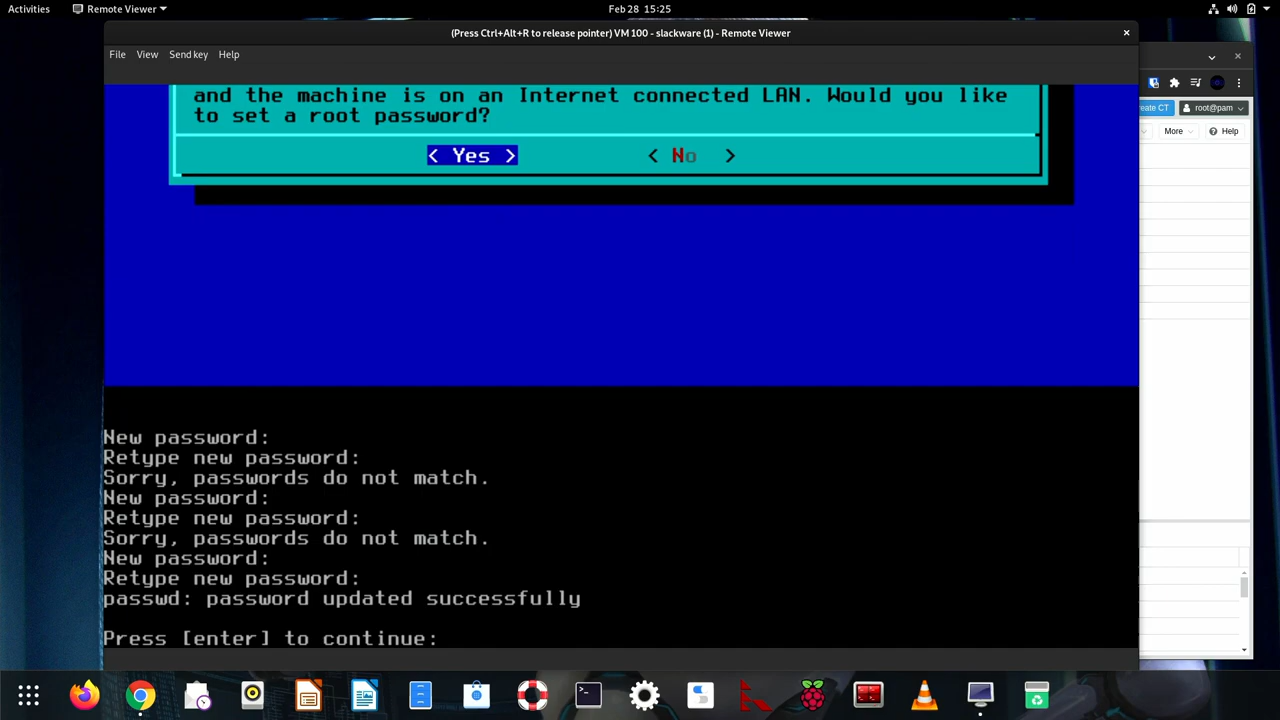 Activities
Remote Viewer
Feb 28 15:25
(Press Ctrl+Alt+R to release pointer) VM 100 - slackware (1) - Remote Viewer
File View Send key Help
and the machine is on an Internet connected LAN. Would you like
to set a root password?
< Yes > < No >
eate CT root@pam
More Help
New password:
Retype new password:
Sorry, passwords do not match.
New password:
Retype new password:
Sorry, passwords do not match.
New password:
Retype new password:
passwd: password updated successfully
Press [enter] to continue: